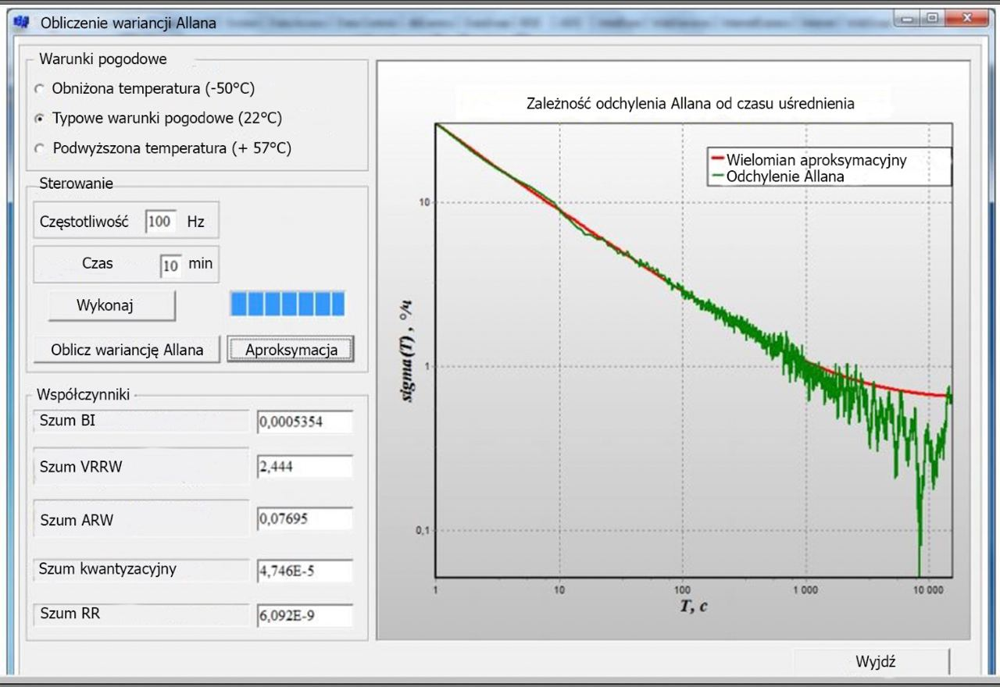 Obliczenie wariancji Allana
Warunki pogodowe
Obniżona temperatura (-50°C)
Typowe warunki pogodowe (22°C)
Podwyższona temperatura (+ 57°C)
Sterowanie
Częstotliwość 100 Hz
Czas 10 min
Wykonaj
Oblicz wariancję Allana
Aproksymacja
Współczynniki
Szum BI 0,0005354
Szum VRRW 2,444
Szum ARW 0,07695
Szum kwantyzacyjny 4,746E-5
Szum RR 6,092E-9
Zależność odchylenia Allana od czasu uśrednienia
Wielomian aproksymacyjny
Odchylenie Allana
10
1
0,1
sigma(T) , °/ч
1 10 100 1 000 10 000
T, c
Wyjdź